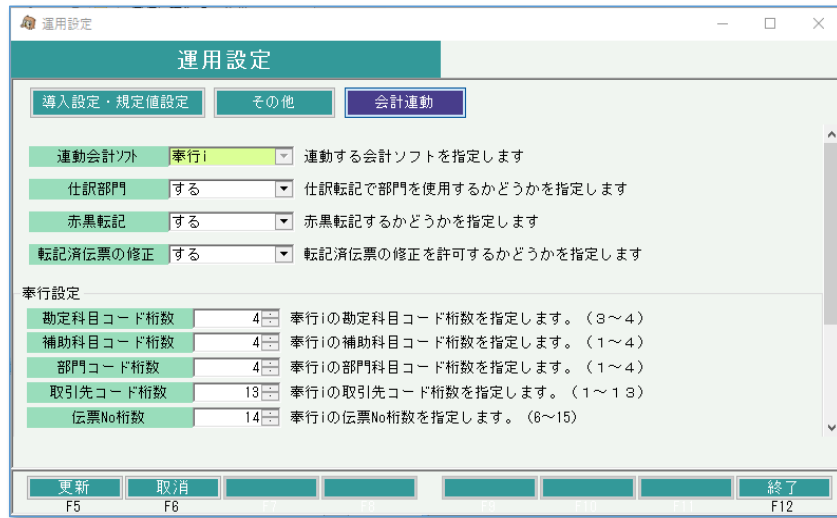 運用設定
運用設定
導入設定・規定値設定 その他 会計連動
連動会計ソフト 奉行i 連動する会計ソフトを指定します
仕訳部門 する 仕訳転記で部門を使用するかどうかを指定します
赤黒転記 する 赤黒転記するかどうかを指定します
転記済伝票の修正 する 転記済伝票の修正を許可するかどうかを指定します
奉行設定
勘定科目コード桁数 4 奉行iの勘定科目コード桁数を指定します。（３～４）
補助科目コード桁数 4 奉行iの補助科目コード桁数を指定します。（１～４）
部門コード桁数 4 奉行iの部門科目コード桁数を指定します。（１～４）
取引先コード桁数 13 奉行iの取引先コード桁数を指定します。（１～１３）
伝票No桁数 14 奉行iの伝票No桁数を指定します。（6～15）
更新 取消 終了
F5 F6 F7 F8 F9 F10 F11 F12